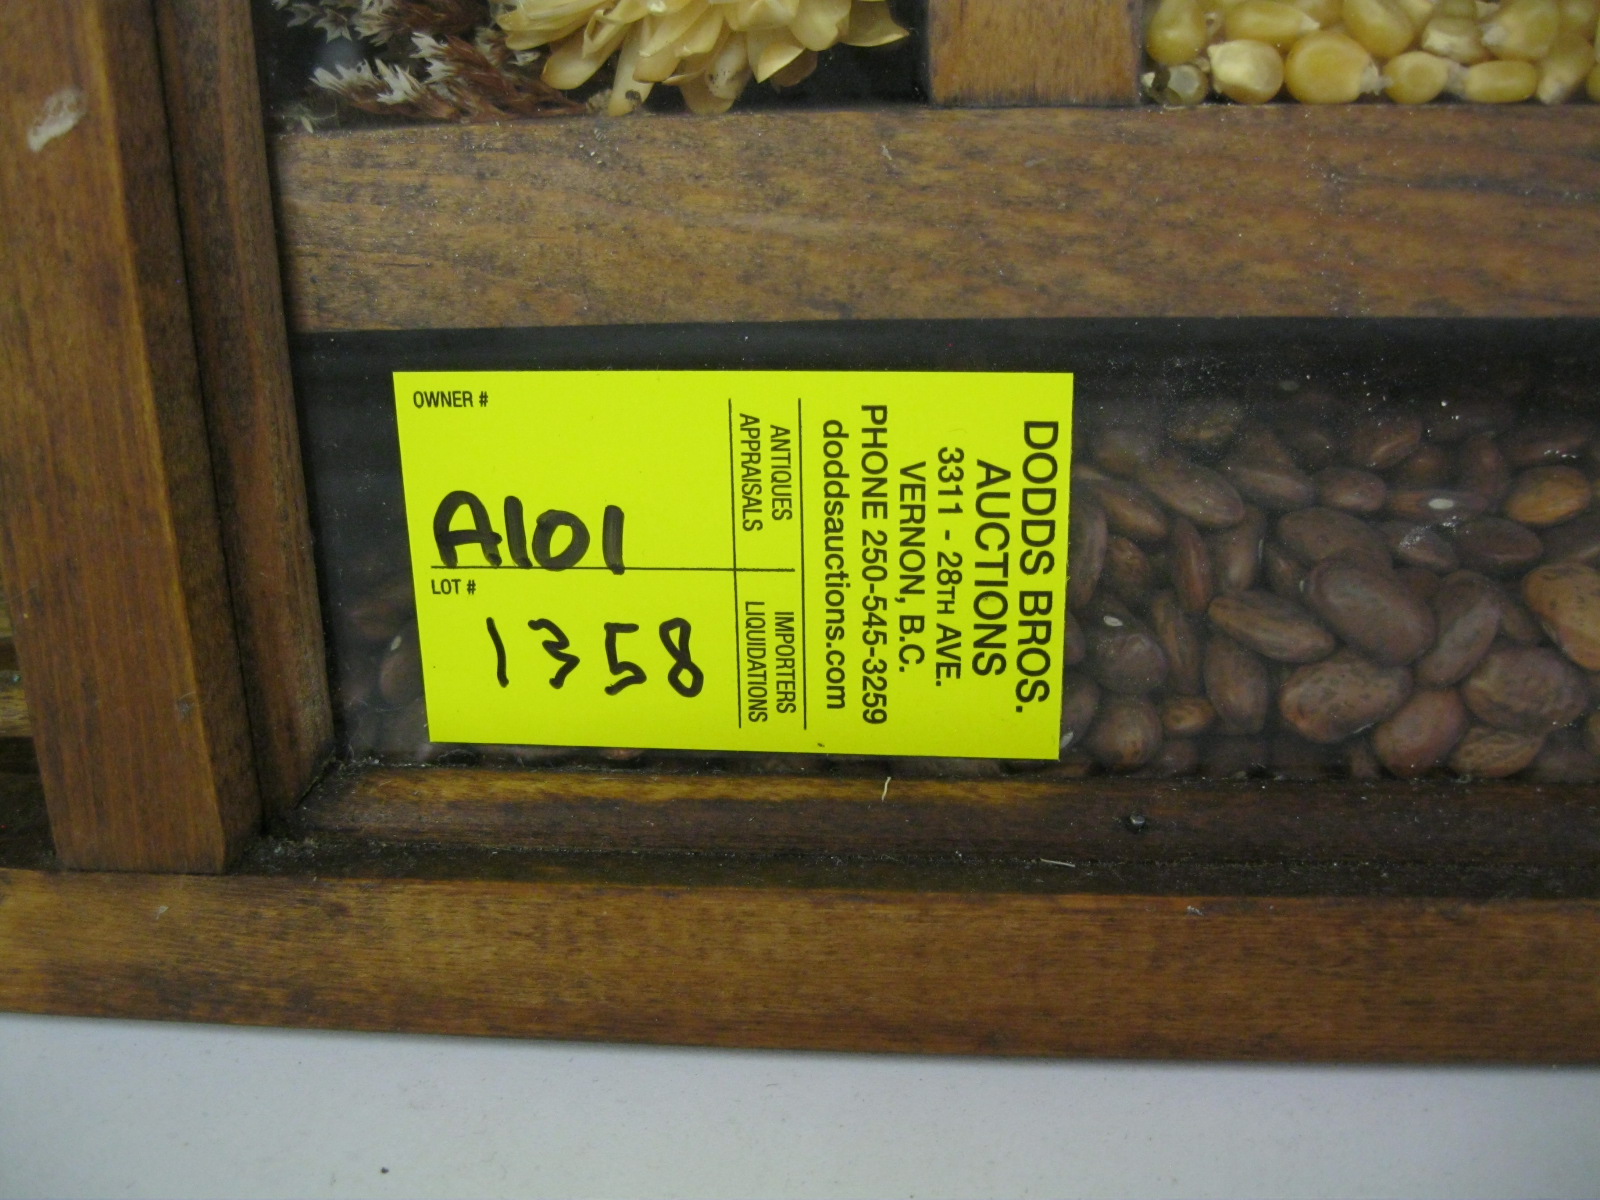 DODDS BROS.
AUCTIONS
3311 - 28TH AVE.
VERNON, B.C.
PHONE 250-545-3259
doddsauctions.com
ANTIQUES IMPORTERS
APPRAISALS LIQUIDATIONS
OWNER #
A101
LOT #
1358